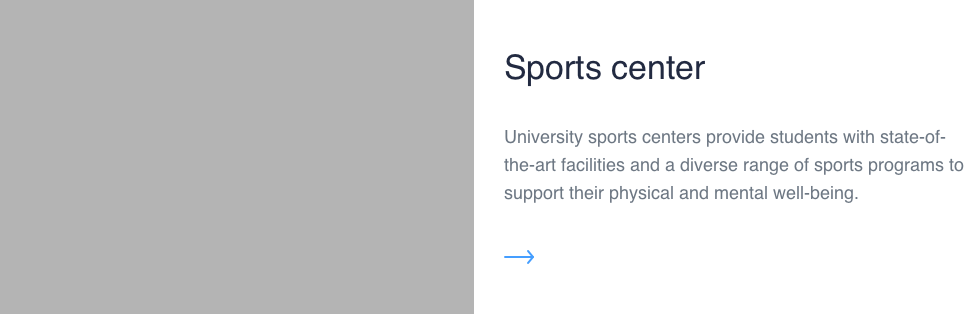 Sports center
University sports centers provide students with state-of-
the-art facilities and a diverse range of sports programs to
support their physical and mental well-being.